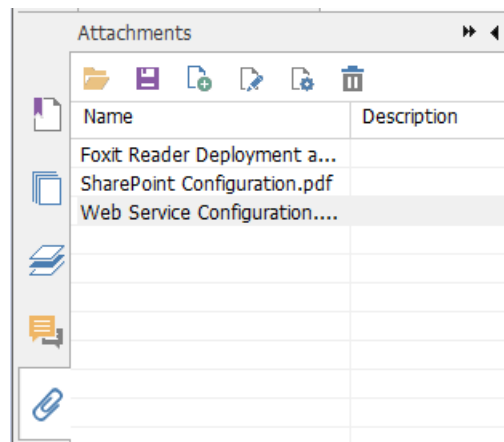 Attachments
Name Description
Foxit Reader Deployment a...
SharePoint Configuration.pdf
Web Service Configuration....